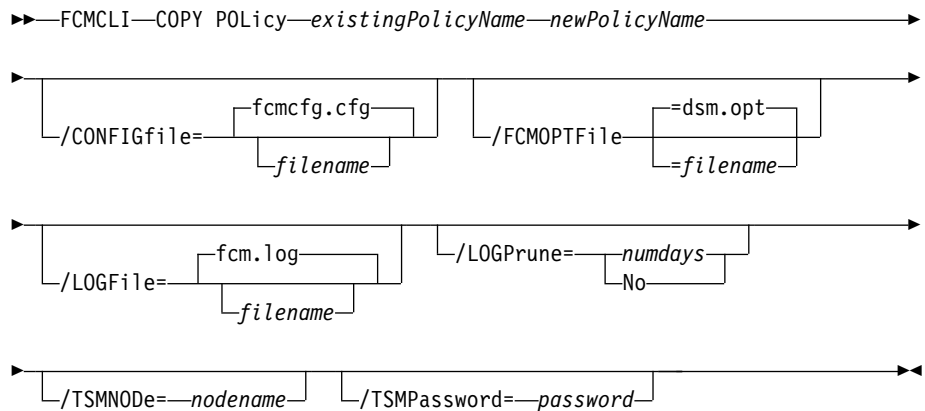 FCMCLI COPY POLicy existingPolicyName newPolicyName
fcmcfg.cfg =dsm.opt
/CONFIGfile= /FCMOPTFile
filename =filename
fcm.log /LOGPrune= numdays
/LOGFile= No
filename
/TSMNODe= nodename /TSMPassword= password